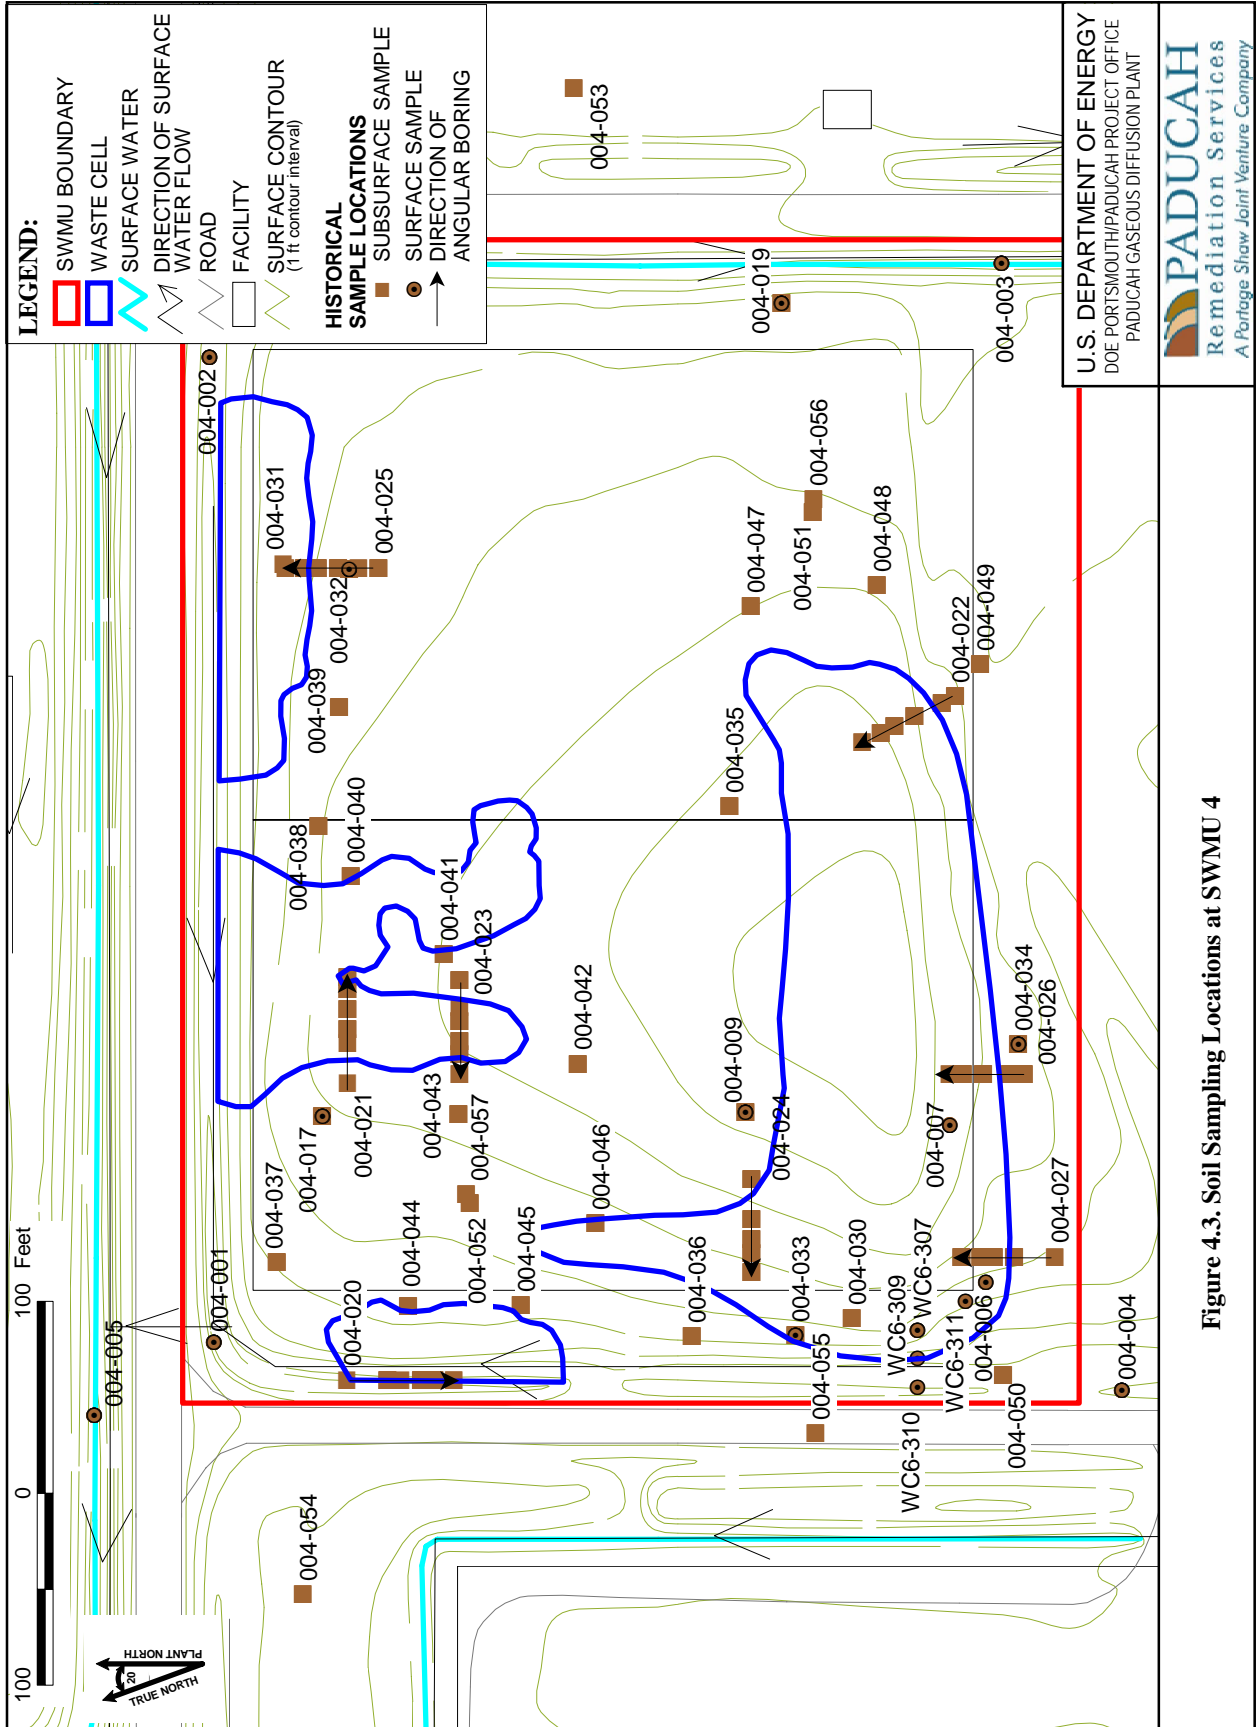 LEGEND:
SWMU BOUNDARY
WASTE CELL
SURFACE WATER
DIRECTION OF SURFACE
WATER FLOW
ROAD
FACILITY
SURFACE CONTOUR
(1 ft contour interval)
HISTORICAL
SAMPLE LOCATIONS
SUBSURFACE SAMPLE
SURFACE SAMPLE
DIRECTION OF
ANGULAR BORING
100 0 100 Feet
TRUE NORTH
20
PLANT NORTH
004-005
004-001
004-002
004-054
004-037
004-017
004-038
004-031
004-039
004-032
004-025
004-020
004-021
004-040
004-044
004-043
004-041
004-052
004-057
004-023
004-045
004-046
004-042
004-053
004-036
004-009
004-035
004-047
004-019
004-024
004-033
004-055
004-030
004-051
004-056
004-048
WC6-309
WC6-307
WC6-310
WC6-311
004-007
004-006
004-022
004-049
004-050
004-027
004-034
004-026
004-003
004-004
U.S. DEPARTMENT OF ENERGY
DOE PORTSMOUTH/PADUCAH PROJECT OFFICE
PADUCAH GASEOUS DIFFUSION PLANT
PADUCAH
Remediation Services
A Portage Shaw Joint Venture Company
Figure 4.3. Soil Sampling Locations at SWMU 4